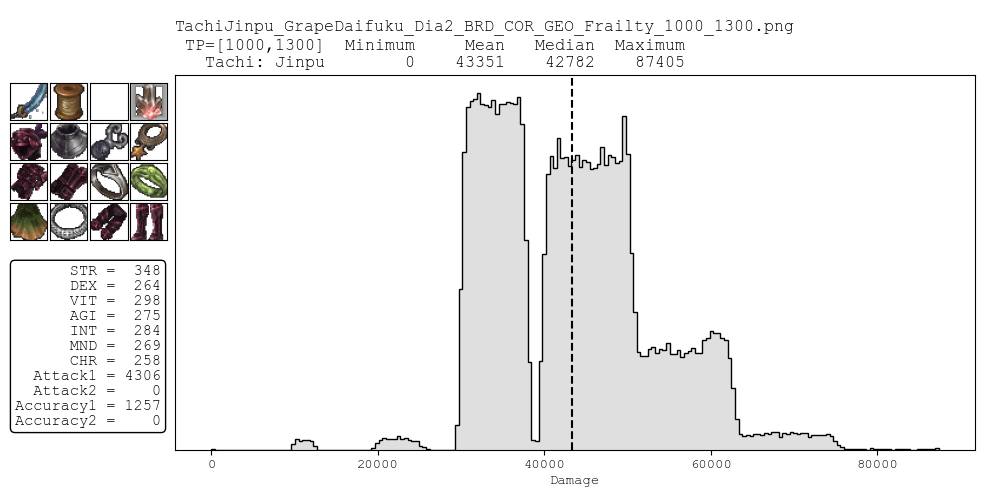 TachiJinpu_GrapeDaifuku_Dia2_BRD_COR_GEO_Frailty_1000_1300.png
TP=[1000,1300] Minimum Mean Median Maximum
Tachi: Jinpu 0 43351 42782 87405
STR = 348
DEX = 264
VIT = 298
AGI = 275
INT = 284
MND = 269
CHR = 258
Attack1 = 4306
Attack2 = 0
Accuracy1 = 1257
Accuracy2 = 0
0 20000 40000 60000 80000
Damage